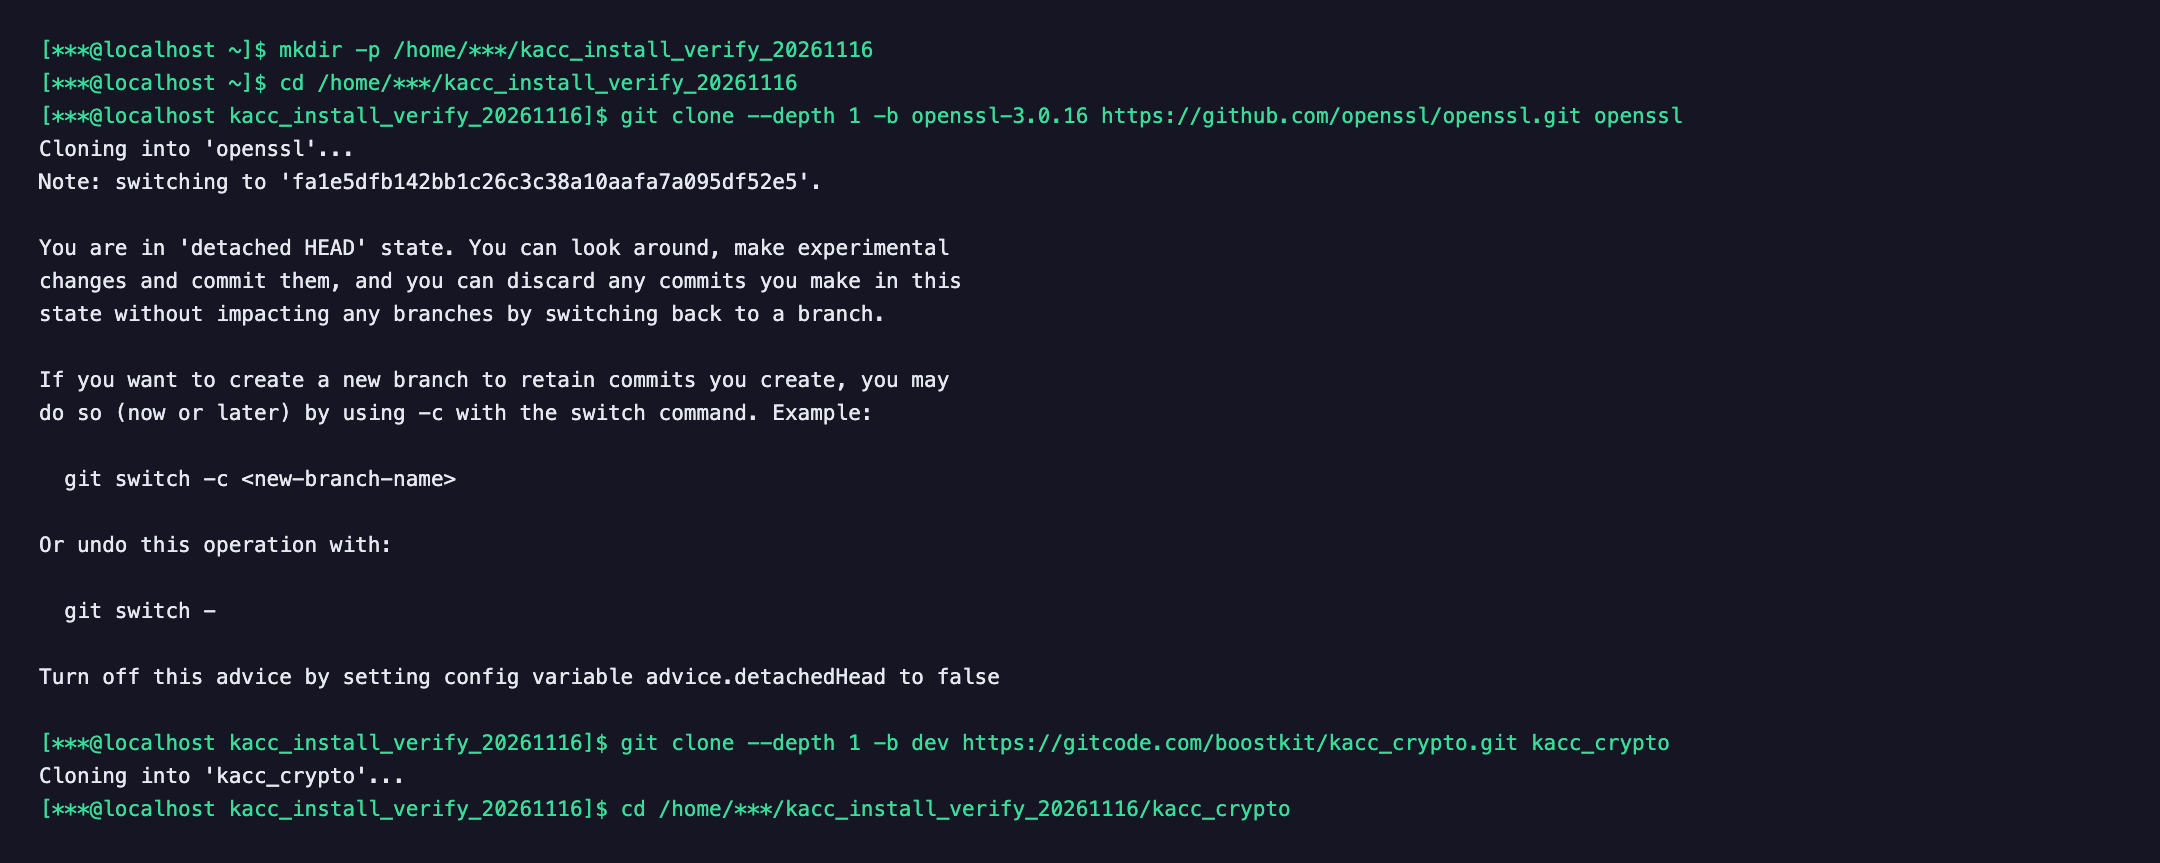 [***@localhost ~]$ mkdir -p /home/***/kacc_install_verify_20261116
[***@localhost ~]$ cd /home/***/kacc_install_verify_20261116
[***@localhost kacc_install_verify_20261116]$ git clone --depth 1 -b openssl-3.0.16 https://github.com/openssl/openssl.git openssl
Cloning into 'openssl'...
Note: switching to 'fa1e5dfb142bb1c26c3c38a10aafa7a095df52e5'.

You are in 'detached HEAD' state. You can look around, make experimental
changes and commit them, and you can discard any commits you make in this
state without impacting any branches by switching back to a branch.

If you want to create a new branch to retain commits you create, you may
do so (now or later) by using -c with the switch command. Example:

  git switch -c <new-branch-name>

Or undo this operation with:

  git switch -

Turn off this advice by setting config variable advice.detachedHead to false

[***@localhost kacc_install_verify_20261116]$ git clone --depth 1 -b dev https://gitcode.com/boostkit/kacc_crypto.git kacc_crypto
Cloning into 'kacc_crypto'...
[***@localhost kacc_install_verify_20261116]$ cd /home/***/kacc_install_verify_20261116/kacc_crypto